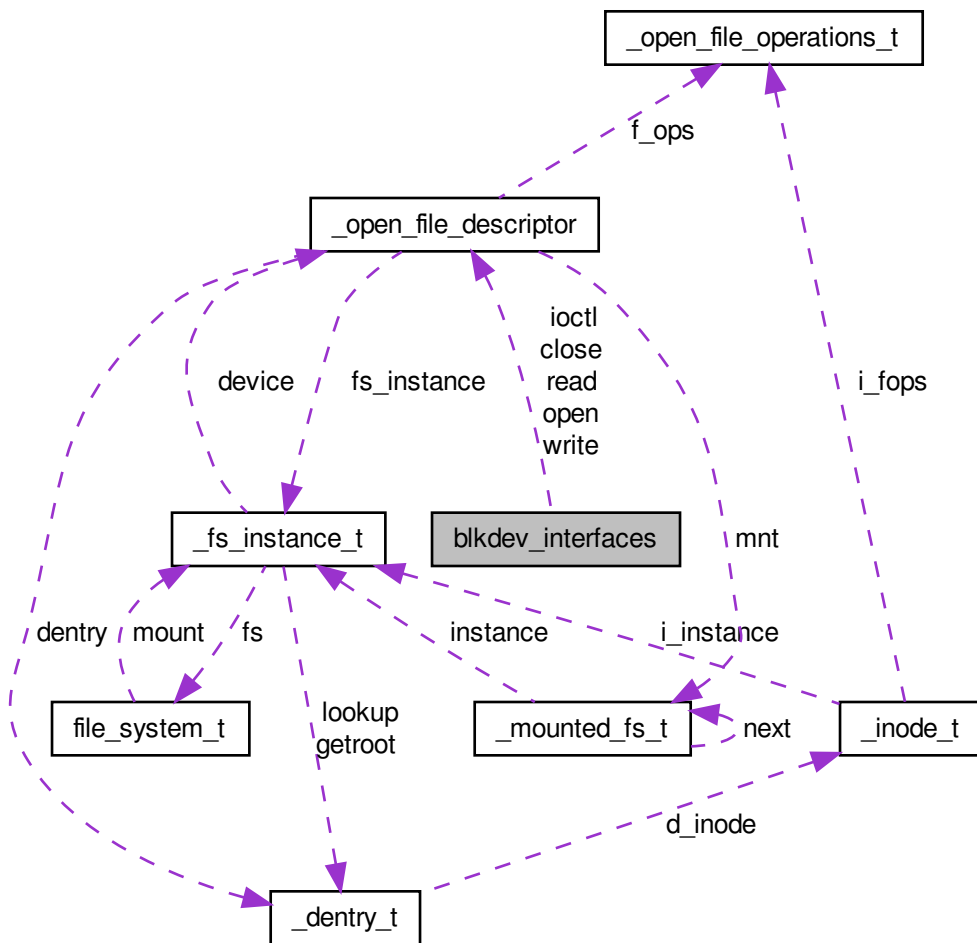 _open_file_operations_t
f_ops
_open_file_descriptor
ioctl
close
read
open
write
device
fs_instance
i_fops
_fs_instance_t
blkdev_interfaces
mnt
dentry
mount
fs
instance
i_instance
lookup
getroot
file_system_t
_mounted_fs_t
next
_inode_t
d_inode
_dentry_t